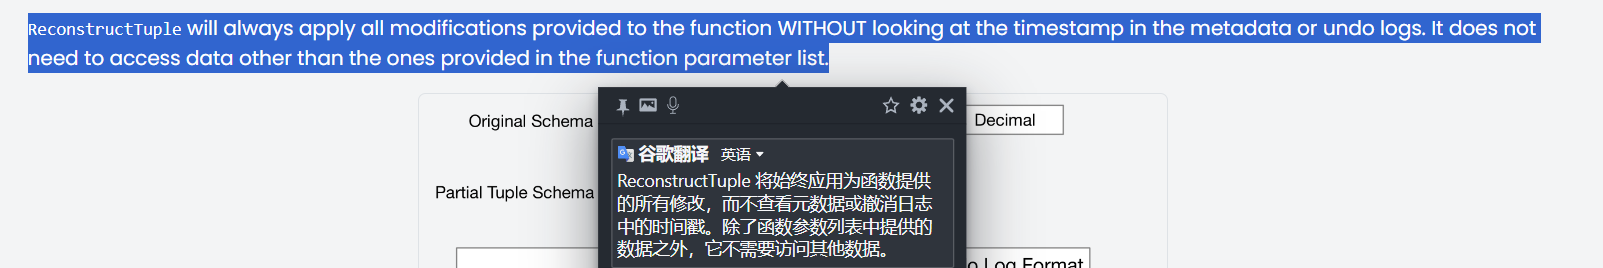 ReconstructTuple will always apply all modifications provided to the function WITHOUT looking at the timestamp in the metadata or undo logs. It does not
need to access data other than the ones provided in the function parameter list.
Original Schema
Decimal
谷歌翻译 英语
ReconstructTuple 将始终应用为函数提供
的所有修改，而不查看元数据或撤消日志
中的时间戳。除了函数参数列表中提供的
数据之外，它不需要访问其他数据。
Partial Tuple Schema
Log Format